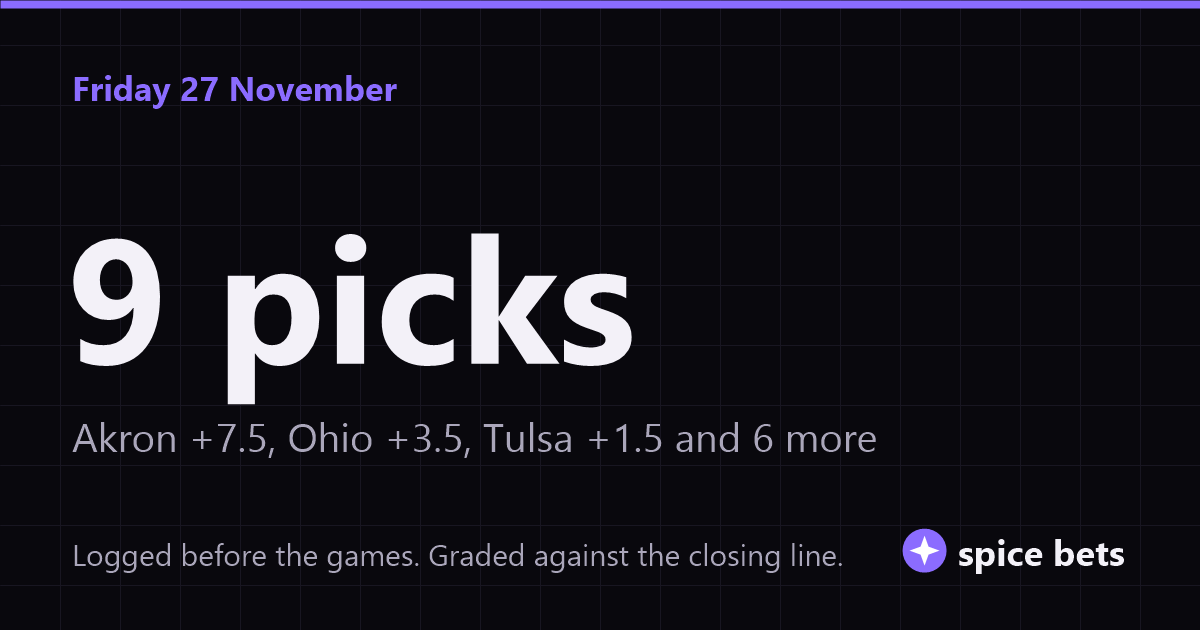 Friday 27 November
9 picks
Akron +7.5, Ohio +3.5, Tulsa +1.5 and 6 more
Logged before the games. Graded against the closing line.
spice bets